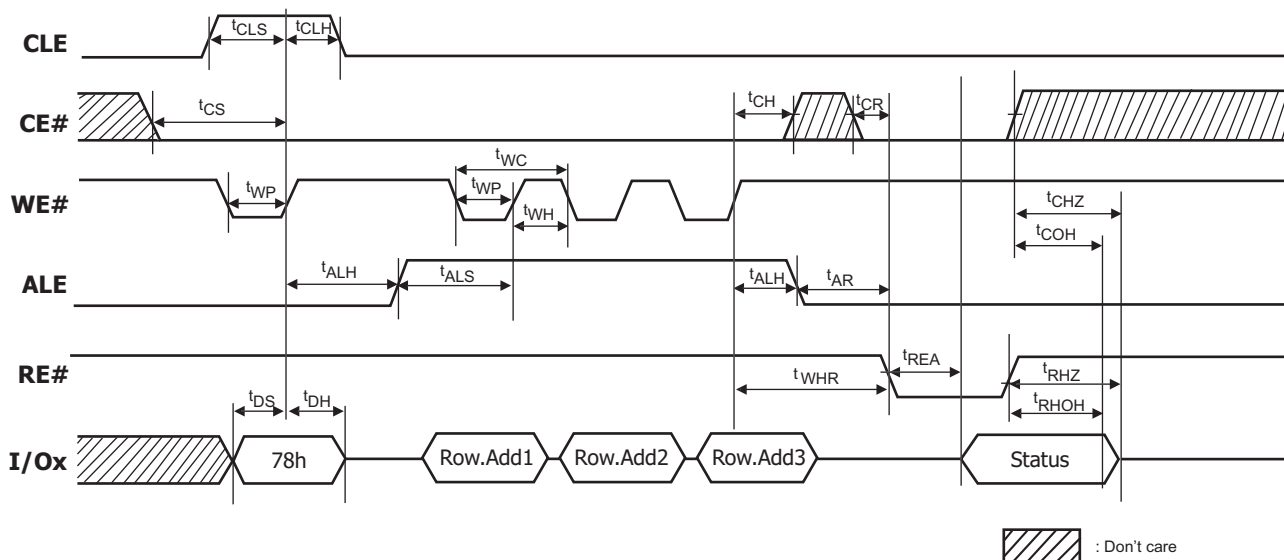 CLE
tCLS
tCLH
CE#
tCS
tCH
tCR
WE#
tWP
tWC
tWP
tWH
tCHZ
tCOH
ALE
tALH
tALS
tALH
tAR
RE#
tREA
tWHR
tRHZ
tRHOH
tDS
tDH
I/Ox
78h
Row.Add1
Row.Add2
Row.Add3
Status
: Don't care